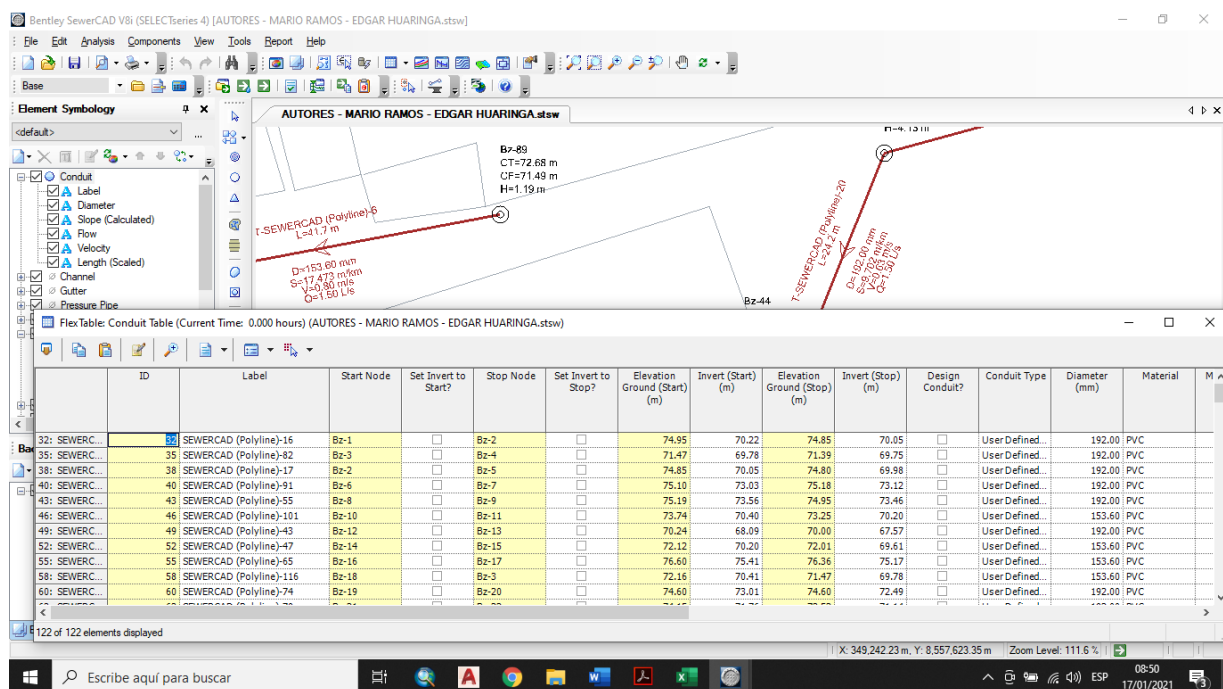 Bentley SewerCAD V8i (SELECTseries 4) [AUTORES - MARIO RAMOS - EDGAR HUARINGA.stsw]
File Edit Analysis Components View Tools Report Help
Base
Element Symbology
<default>
Conduit
Label
Diameter
Slope (Calculated)
Flow
Velocity
Length (Scaled)
Channel
Gutter
Pressure Pipe
AUTORES - MARIO RAMOS - EDGAR HUARINGA.stsw
Bz-89
CT=72.68 m
CF=71.49 m
H=1.19 m
T-SEWERCAD (Polyline)-6
L=41.7 m
D=153.60 mm
S=17.473 m/km
V=0.80 m/s
Q=1.50 L/s
H=4.13 m
T-SEWERCAD (Polyline)-20
L=24.2 m
D=192.00 mm
S=9.702 m/km
V=0.63 m/s
Q=1.50 L/s
Bz-44
FlexTable: Conduit Table (Current Time: 0.000 hours) (AUTORES - MARIO RAMOS - EDGAR HUARINGA.stsw)
ID Label Start Node Set Invert to Start? Stop Node Set Invert to Stop? Elevation Ground (Start) (m) Invert (Start) (m) Elevation Ground (Stop) (m) Invert (Stop) (m) Design Conduit? Conduit Type Diameter (mm) Material M
32: SEWERC... 32 SEWERCAD (Polyline)-16 Bz-1 Bz-2 74.95 70.22 74.85 70.05 User Defined... 192.00 PVC
35: SEWERC... 35 SEWERCAD (Polyline)-82 Bz-3 Bz-4 71.47 69.78 71.39 69.75 User Defined... 192.00 PVC
38: SEWERC... 38 SEWERCAD (Polyline)-17 Bz-2 Bz-5 74.85 70.05 74.80 69.98 User Defined... 192.00 PVC
40: SEWERC... 40 SEWERCAD (Polyline)-91 Bz-6 Bz-7 75.10 73.03 75.18 73.12 User Defined... 192.00 PVC
43: SEWERC... 43 SEWERCAD (Polyline)-55 Bz-8 Bz-9 75.19 73.56 74.95 73.46 User Defined... 192.00 PVC
46: SEWERC... 46 SEWERCAD (Polyline)-101 Bz-10 Bz-11 73.74 70.40 73.25 70.20 User Defined... 153.60 PVC
49: SEWERC... 49 SEWERCAD (Polyline)-43 Bz-12 Bz-13 70.24 68.09 70.00 67.57 User Defined... 192.00 PVC
52: SEWERC... 52 SEWERCAD (Polyline)-47 Bz-14 Bz-15 72.12 70.20 72.01 69.61 User Defined... 153.60 PVC
55: SEWERC... 55 SEWERCAD (Polyline)-65 Bz-16 Bz-17 76.60 75.41 76.36 75.17 User Defined... 153.60 PVC
58: SEWERC... 58 SEWERCAD (Polyline)-116 Bz-18 Bz-3 72.16 70.41 71.47 69.78 User Defined... 153.60 PVC
60: SEWERC... 60 SEWERCAD (Polyline)-74 Bz-19 Bz-20 74.60 73.01 74.60 72.49 User Defined... 153.60 PVC
122 of 122 elements displayed
X: 349,242.23 m, Y: 8,557,623.35 m Zoom Level: 111.6 %
Escribe aquí para buscar
ESP
08:50
17/01/2021